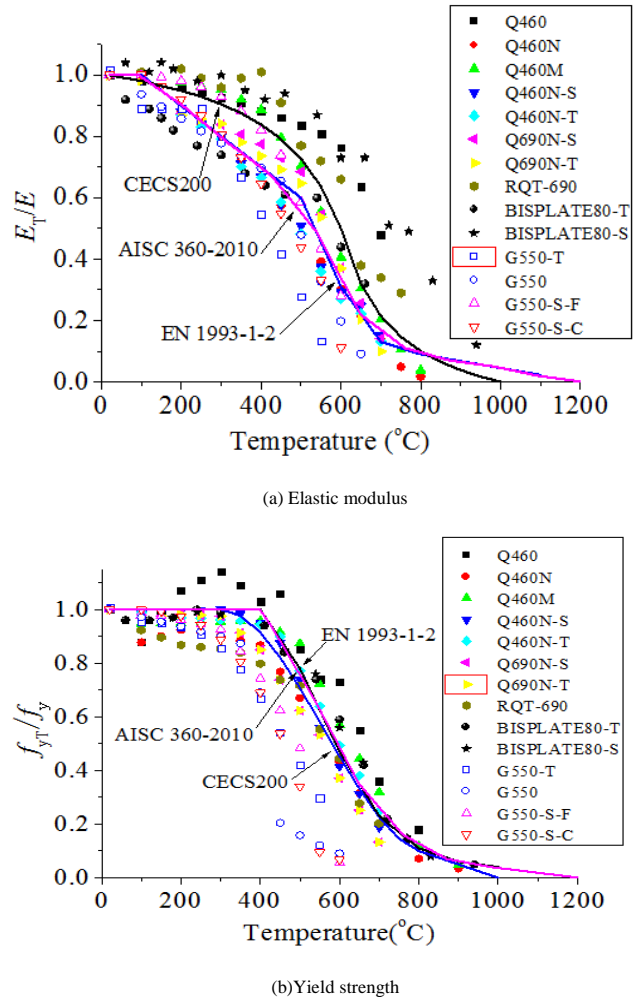 1.0
0.8
0.6
0.4
0.2
0.0
E_T/E
0 200 400 600 800 1000 1200
Temperature (°C)
CECS200
AISC 360-2010
EN 1993-1-2
Q460
Q460N
Q460M
Q460N-S
Q460N-T
Q690N-S
Q690N-T
RQT-690
BISPLATE80-T
BISPLATE80-S
G550-T
G550
G550-S-F
G550-S-C
(a) Elastic modulus
1.0
0.8
0.6
0.4
0.2
0.0
f_yT/f_y
0 200 400 600 800 1000 1200
Temperature(°C)
EN 1993-1-2
AISC 360-2010
CECS200
Q460
Q460N
Q460M
Q460N-S
Q460N-T
Q690N-S
Q690N-T
RQT-690
BISPLATE80-T
BISPLATE80-S
G550-T
G550
G550-S-F
G550-S-C
(b)Yield strength